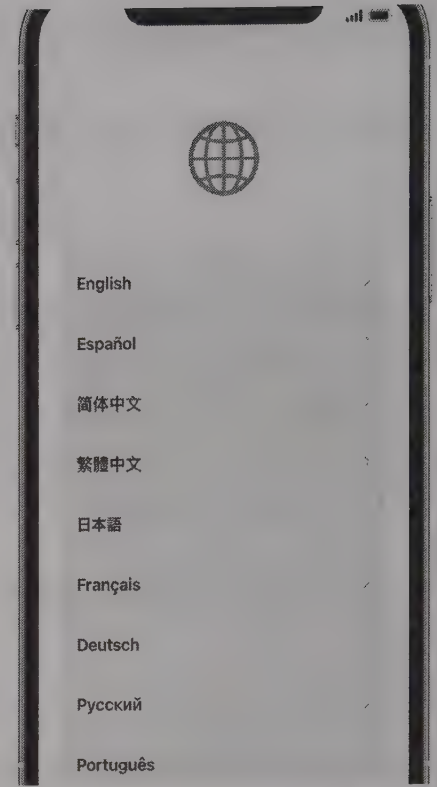 English
Español
简体中文
繁體中文
日本語
Français
Deutsch
Русский
Português